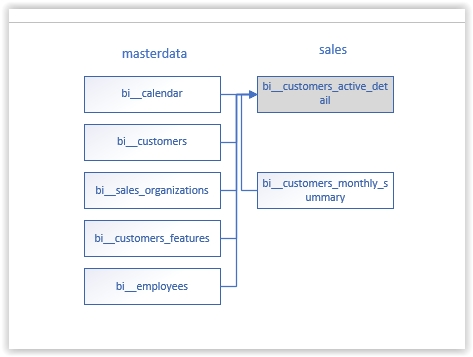 masterdata
sales
bi__calendar
bi__customers_active_det
ail
bi__customers
bi__sales_organizations
bi__customers_monthly_s
ummary
bi__customers_features
bi__employees